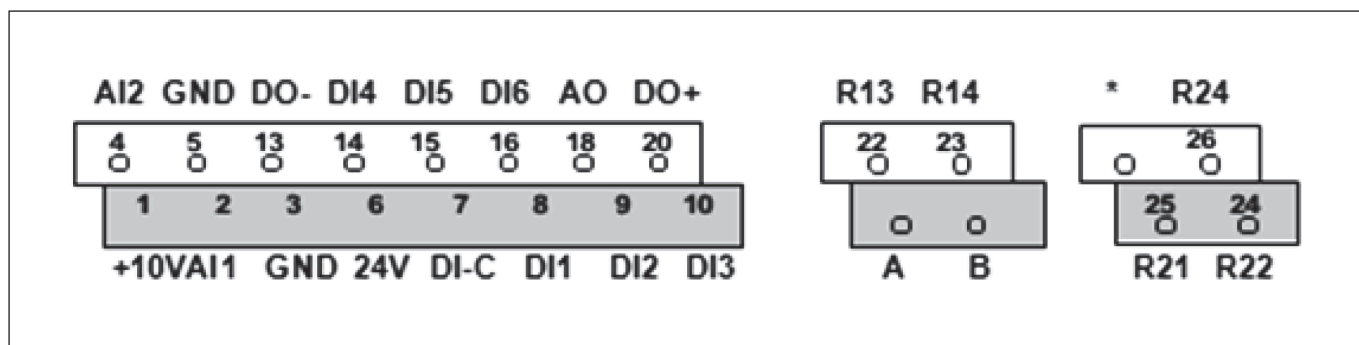 AI2 GND DO- DI4 DI5 DI6 AO DO+ R13 R14 * R24
4 5 13 14 15 16 18 20 22 23 26
1 2 3 6 7 8 9 10 25 24
+10VAI1 GND 24V DI-C DI1 DI2 DI3 A B R21 R22